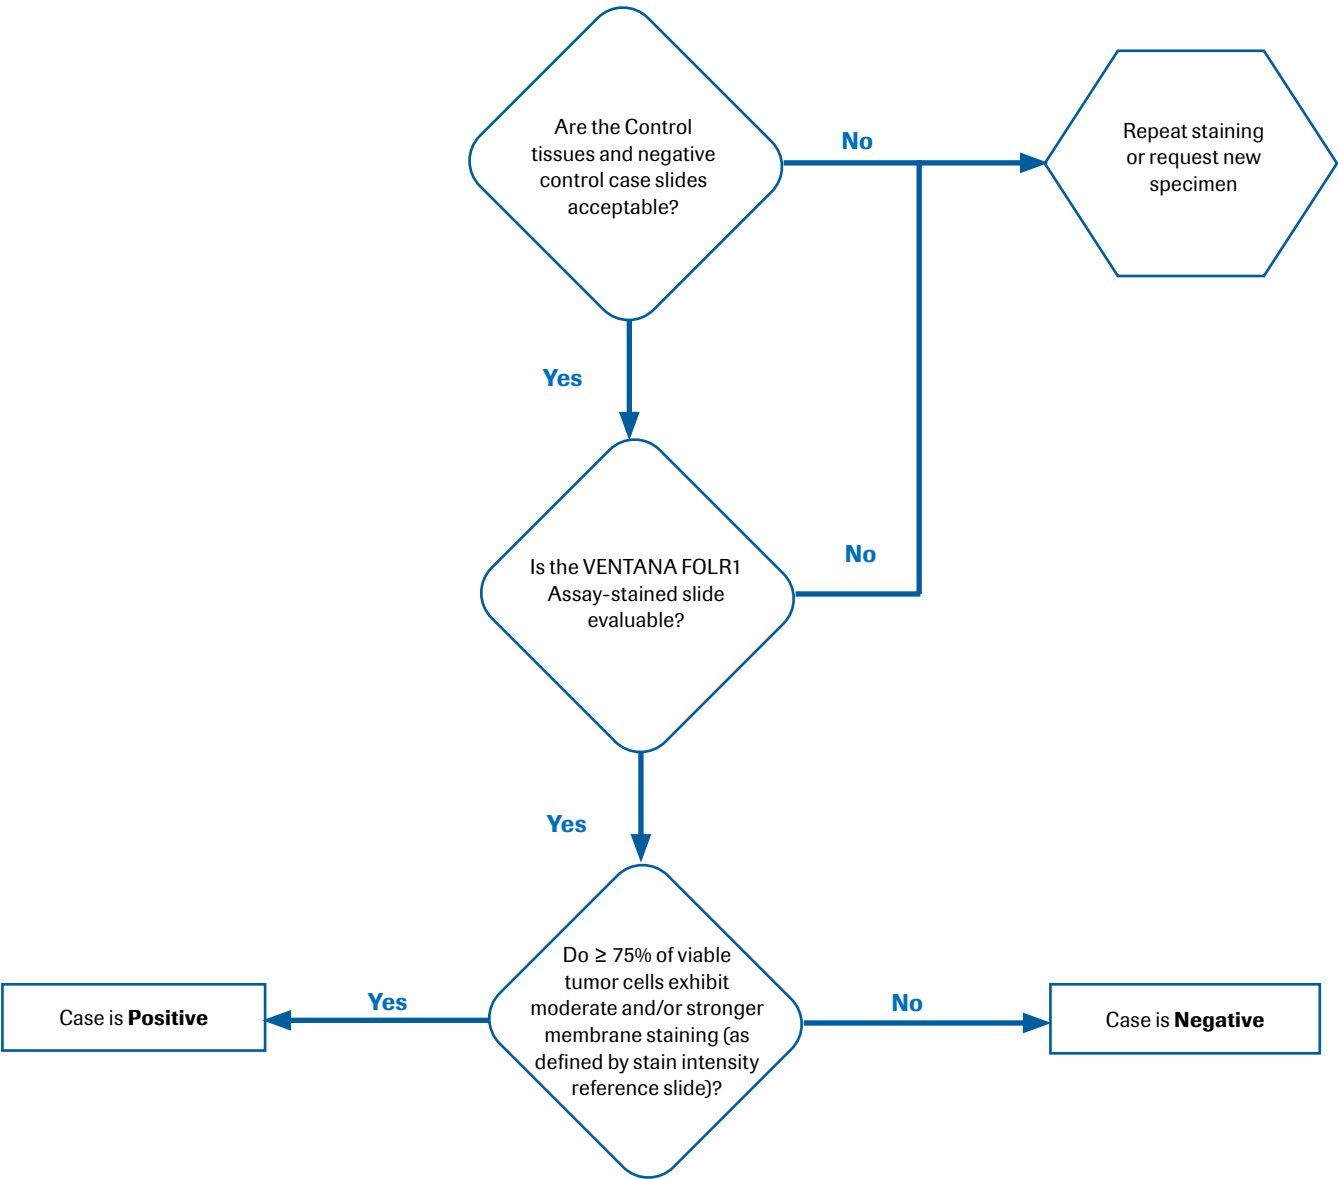 Are the Control
tissues and negative
control case slides
acceptable?
No
Repeat staining
or request new
specimen
Yes
Is the VENTANA FOLR1
Assay-stained slide
evaluable?
No
Yes
Do ≥ 75% of viable
tumor cells exhibit
moderate and/or stronger
membrane staining (as
defined by stain intensity
reference slide)?
Yes
Case is Positive
No
Case is Negative